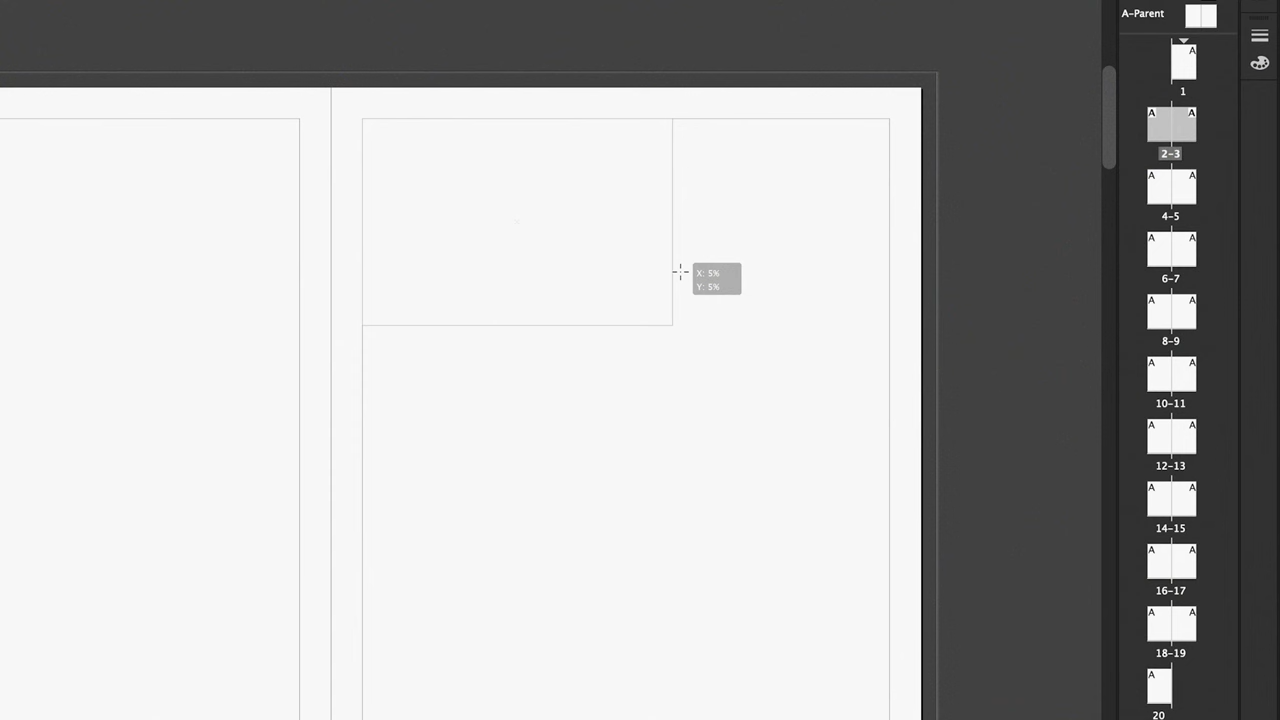 A-Parent
A
1
A A
2-3
A A
4-5
A A
6-7
A A
8-9
A A
10-11
A A
12-13
A A
14-15
A A
16-17
A A
18-19
A
20
X: 5%
Y: 5%